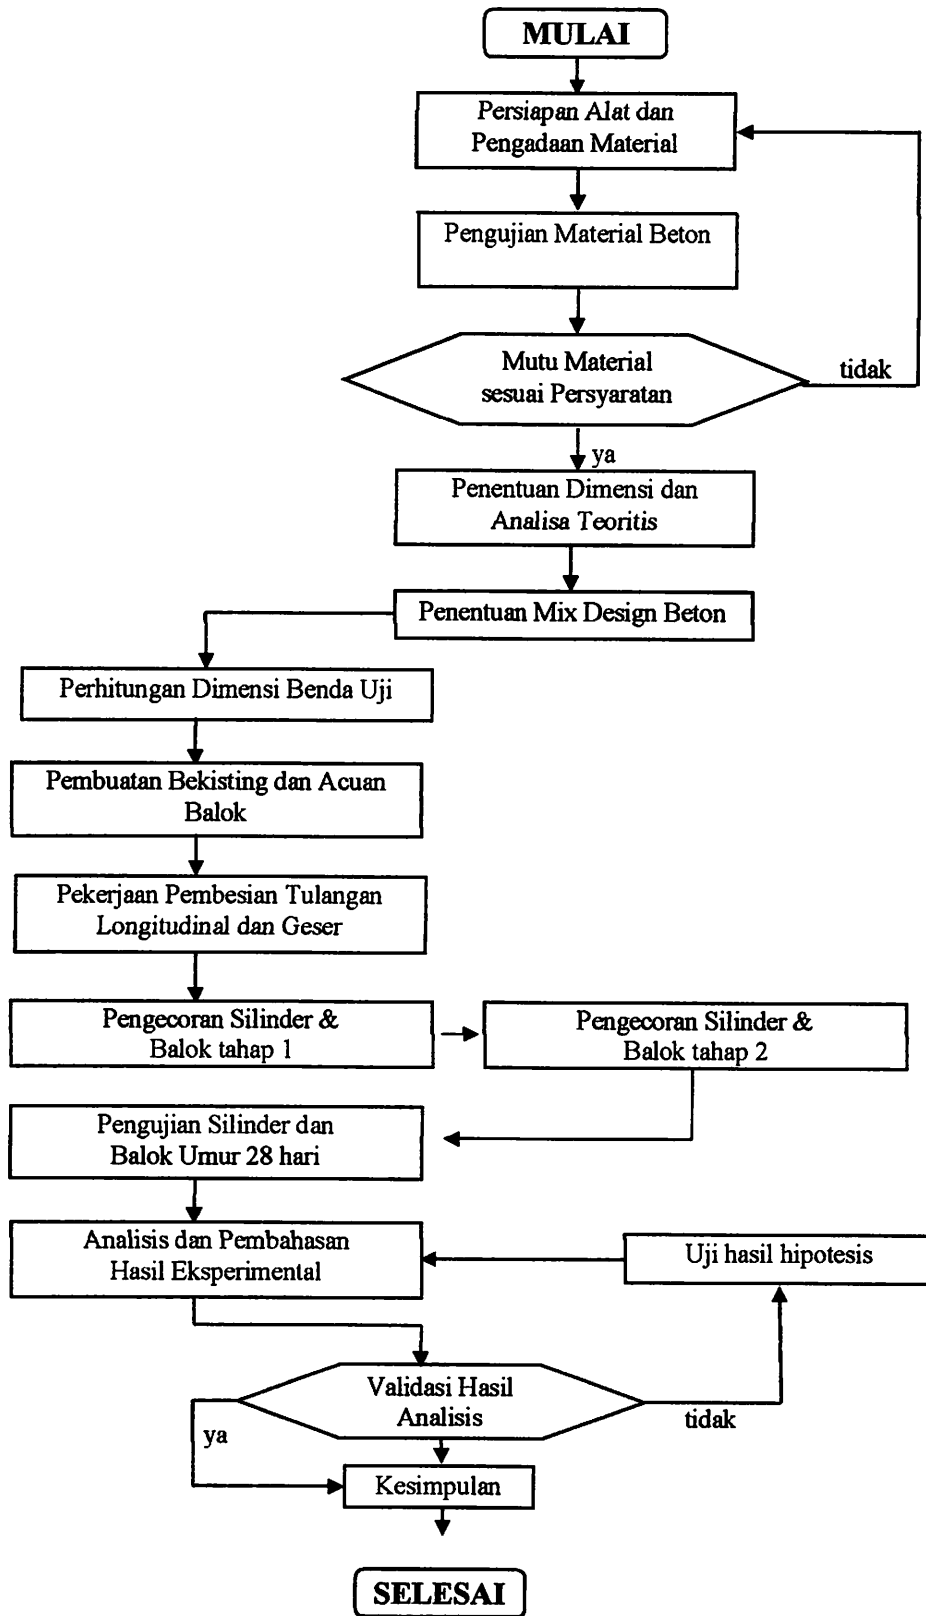 MULAI
Persiapan Alat dan
Pengadaan Material
Pengujian Material Beton
Mutu Material
sesuai Persyaratan
tidak
ya
Penentuan Dimensi dan
Analisa Teoritis
Penentuan Mix Design Beton
Perhitungan Dimensi Benda Uji
Pembuatan Bekisting dan Acuan
Balok
Pekerjaan Pembesian Tulangan
Longitudinal dan Geser
Pengecoran Silinder &
Balok tahap 1
Pengecoran Silinder &
Balok tahap 2
Pengujian Silinder dan
Balok Umur 28 hari
Analisis dan Pembahasan
Hasil Eksperimental
Uji hasil hipotesis
Validasi Hasil
Analisis
tidak
ya
Kesimpulan
SELESAI